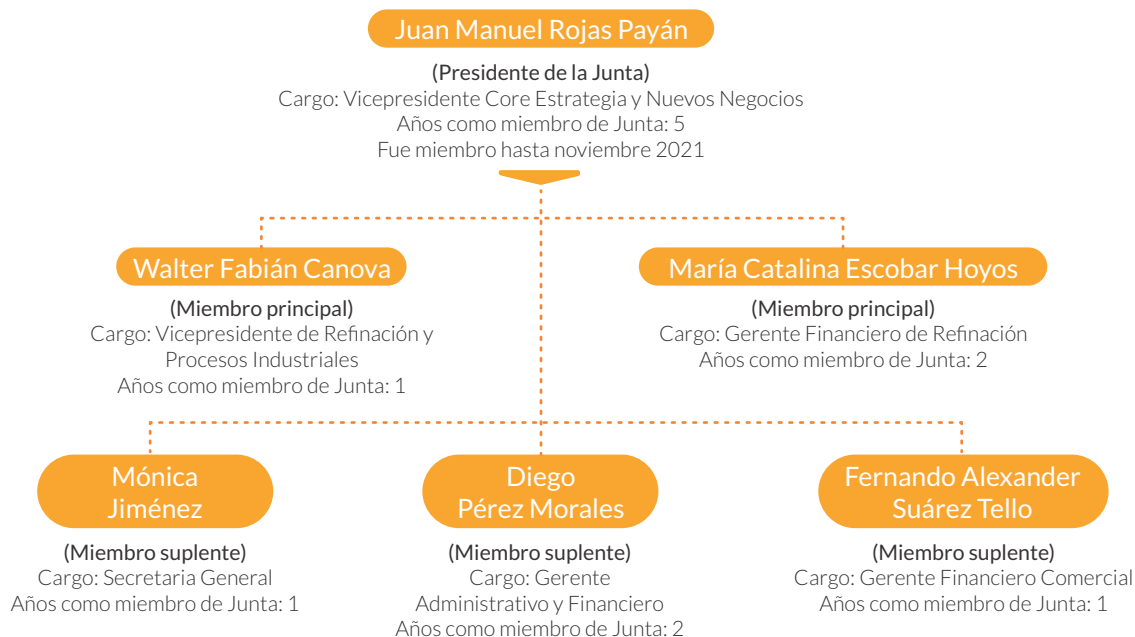 Juan Manuel Rojas Payán
(Presidente de la Junta)
Cargo: Vicepresidente Core Estrategia y Nuevos Negocios
Años como miembro de Junta: 5
Fue miembro hasta noviembre 2021
Walter Fabián Canova
(Miembro principal)
Cargo: Vicepresidente de Refinación y
Procesos Industriales
Años como miembro de Junta: 1
María Catalina Escobar Hoyos
(Miembro principal)
Cargo: Gerente Financiero de Refinación
Años como miembro de Junta: 2
Mónica
Jiménez
(Miembro suplente)
Cargo: Secretaria General
Años como miembro de Junta: 1
Diego
Pérez Morales
(Miembro suplente)
Cargo: Gerente
Administrativo y Financiero
Años como miembro de Junta: 2
Fernando Alexander
Suárez Tello
(Miembro suplente)
Cargo: Gerente Financiero Comercial
Años como miembro de Junta: 1